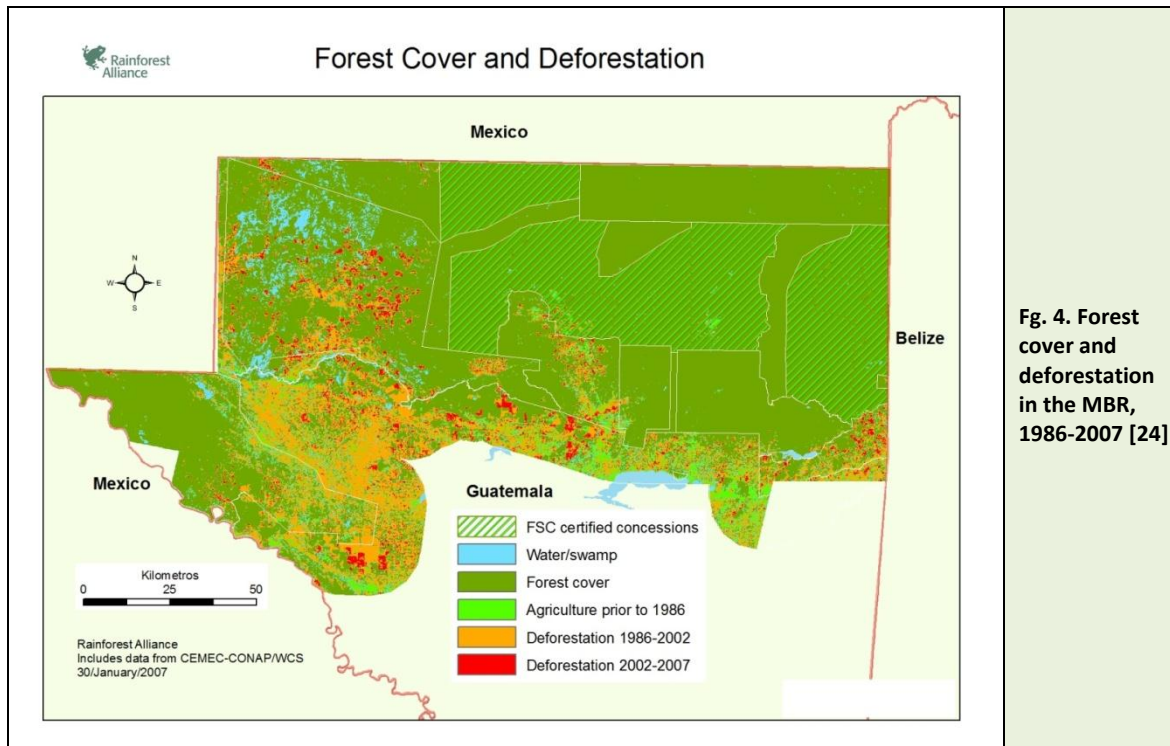 Rainforest
Alliance
Forest Cover and Deforestation
Mexico
N
W
E
S
Belize
Mexico
Guatemala
FSC certified concessions
Water/swamp
Forest cover
Agriculture prior to 1986
Deforestation 1986-2002
Deforestation 2002-2007
Kilometros
0 25 50
Rainforest Alliance
Includes data from CEMEC-CONAP/WCS
30/January/2007
Fg. 4. Forest
cover and
deforestation
in the MBR,
1986-2007 [24]